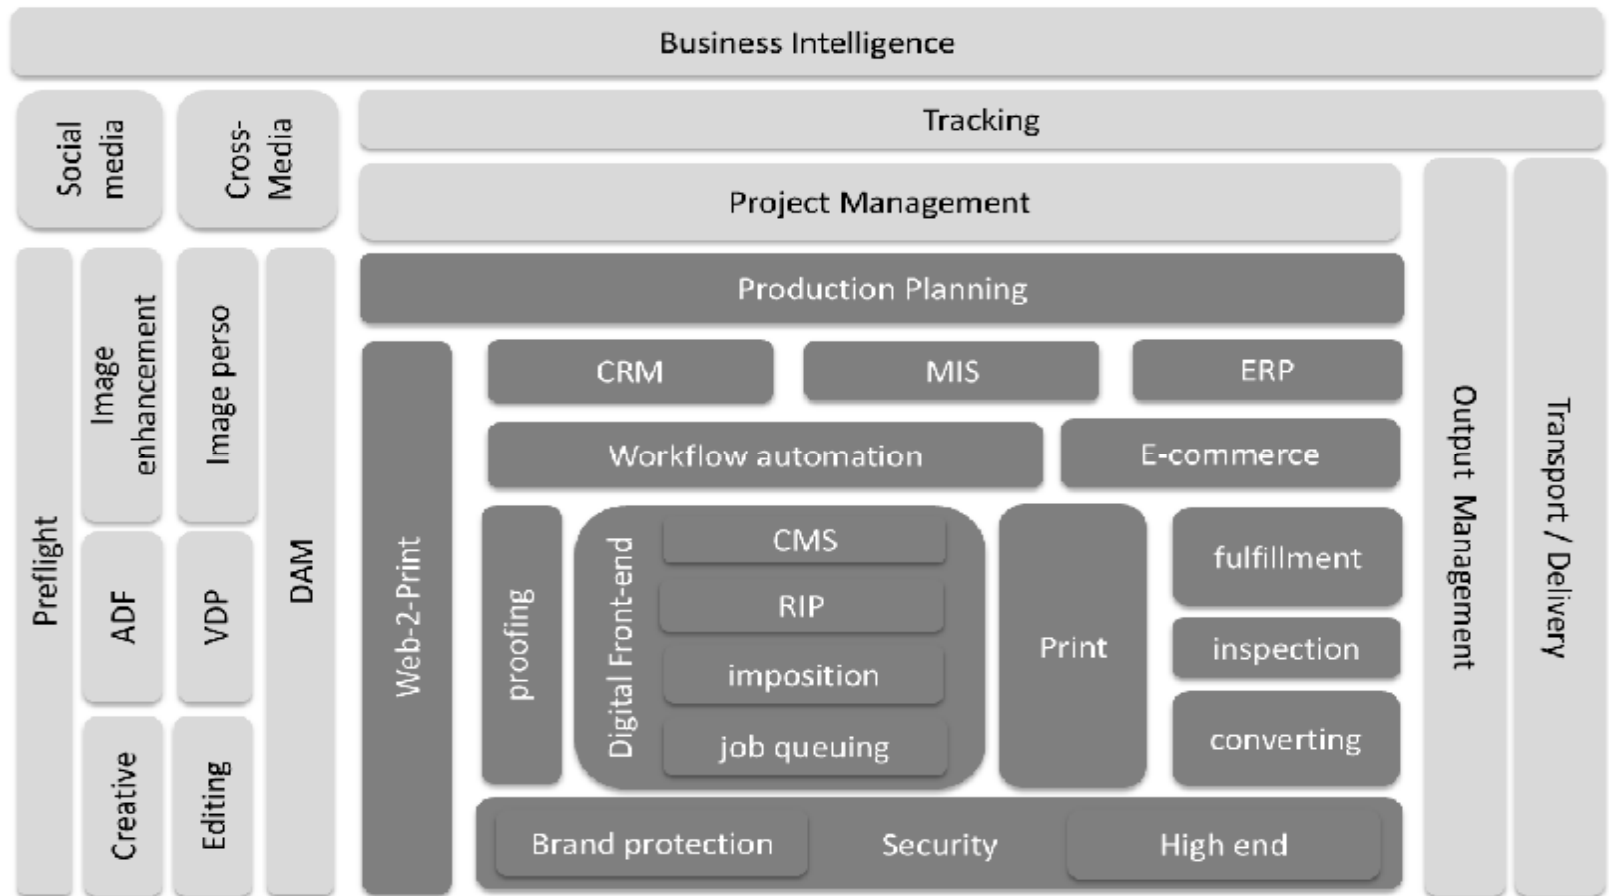 Business Intelligence
Social
media
Cross-
Media
Tracking
Project Management
Preflight
Image
enhancement
Image perso
DAM
ADF
VDP
Creative
Editing
Production Planning
Web-2-Print
CRM
MIS
ERP
Workflow automation
E-commerce
proofing
Digital Front-end
CMS
RIP
imposition
job queuing
Print
fulfillment
inspection
converting
Brand protection
Security
High end
Output Management
Transport / Delivery